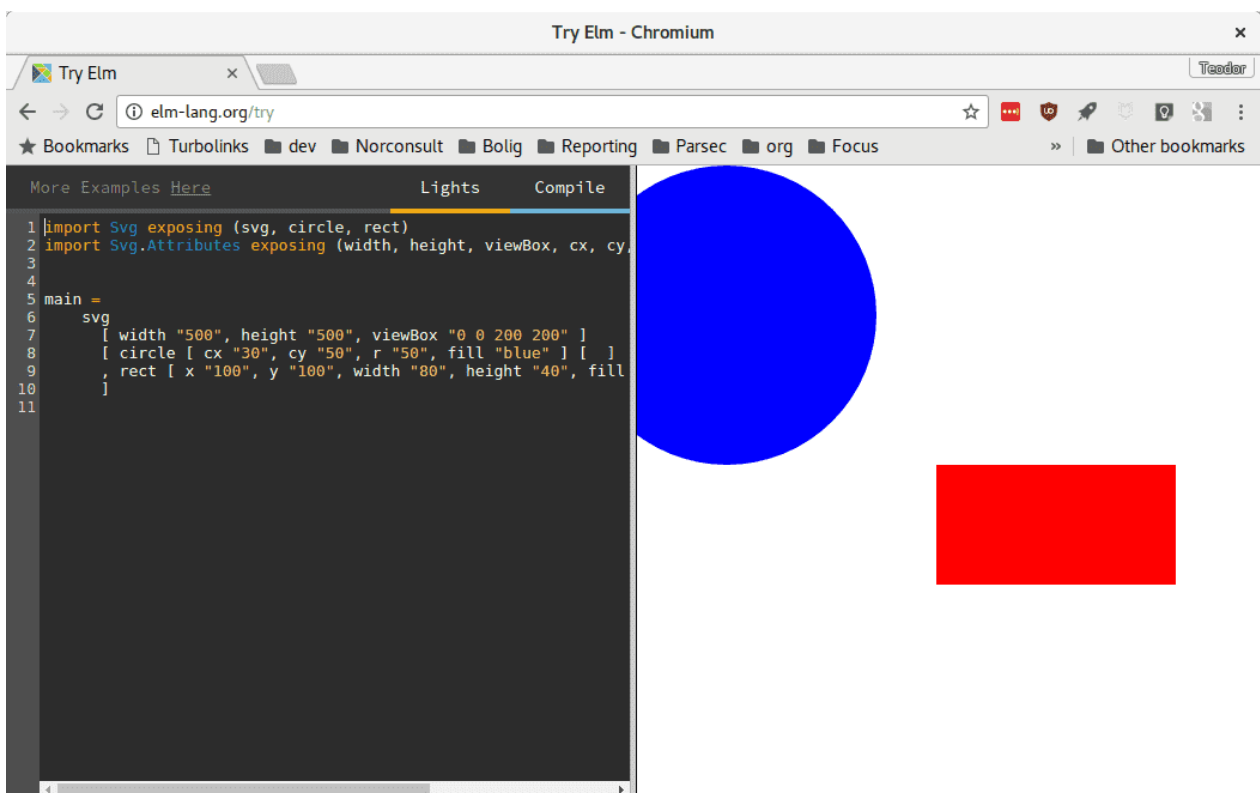 Try Elm - Chromium
Try Elm
Teodor
elm-lang.org/try
Bookmarks Turbolinks dev Norconsult Bolig Reporting Parsec org Focus » Other bookmarks
More Examples Here Lights Compile
1 import Svg exposing (svg, circle, rect)
2 import Svg.Attributes exposing (width, height, viewBox, cx, cy,
3
4
5 main =
6 svg
7 [ width "500", height "500", viewBox "0 0 200 200" ]
8 [ circle [ cx "30", cy "50", r "50", fill "blue" ] [ ]
9 , rect [ x "100", y "100", width "80", height "40", fill
10 ]
11